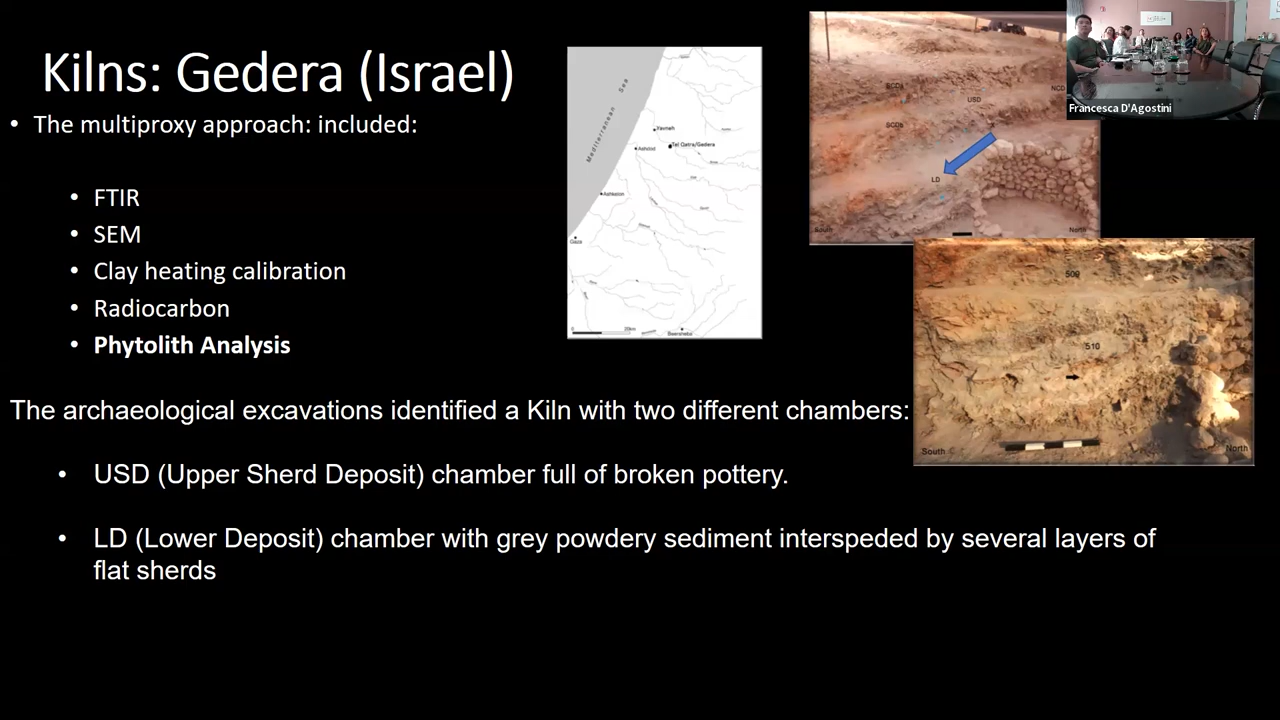 Kilns: Gedera (Israel)
• The multiproxy approach: included:
• FTIR
• SEM
• Clay heating calibration
• Radiocarbon
• Phytolith Analysis
The archaeological excavations identified a Kiln with two different chambers:
• USD (Upper Sherd Deposit) chamber full of broken pottery.
• LD (Lower Deposit) chamber with grey powdery sediment interspeded by several layers of
flat sherds
Mediterranean Sea
Yavneh
Ashdod
Tel Qatra/Gedera
Ashkelon
Gaza
Beersheba
0
20km
USD
LD
South
North
509
510
South
North
Francesca D'Agostini